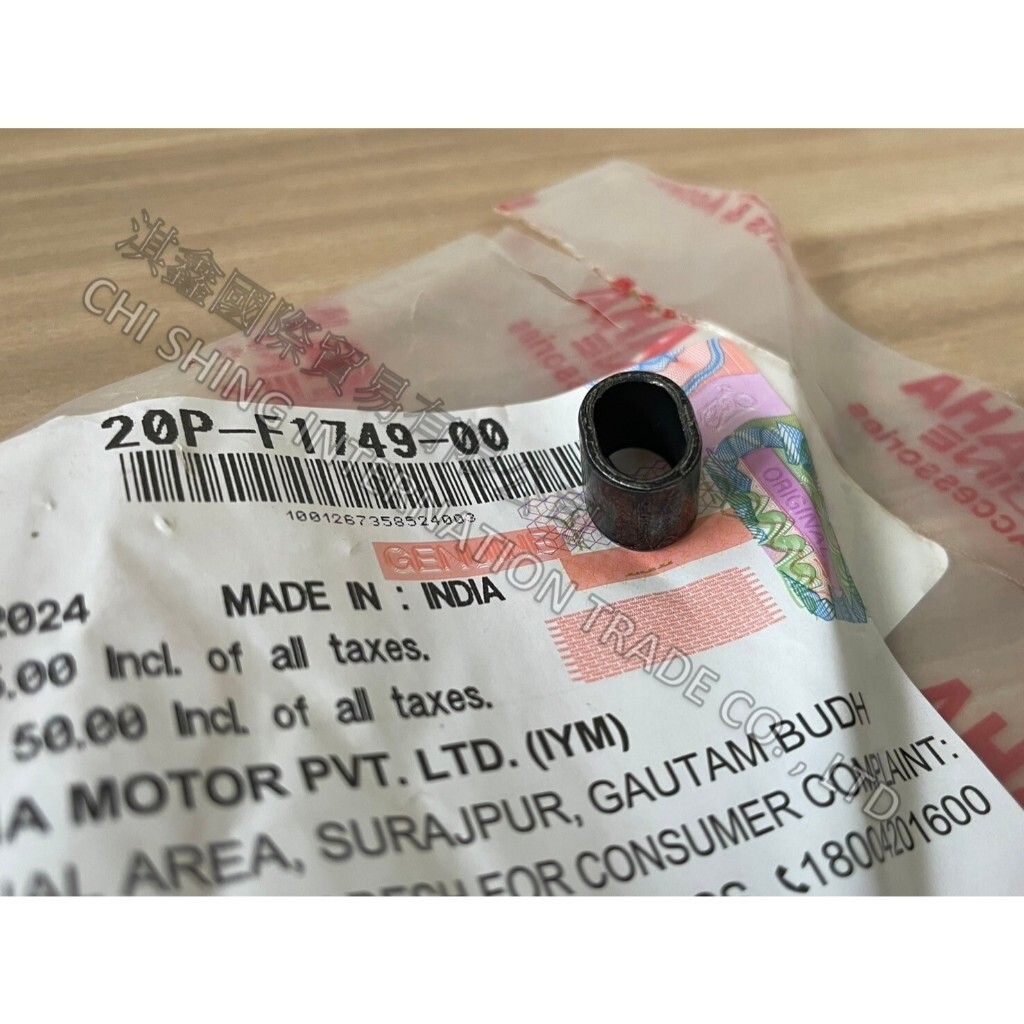 淇鑫國際貿易有
CHI SHING INTERNATIONAL TRADE CO., LTD
20P-F1749-00
1001267358524003
GENUINE
ORIGIN
MADE IN : INDIA
2024
.00 Incl. of all taxes.
50.00 Incl. of all taxes.
A MOTOR PVT. LTD. (IYM)
AL AREA, SURAJPUR, GAUTAM BUDH
FOR CONSUMER COMPLAINT:
18004201600